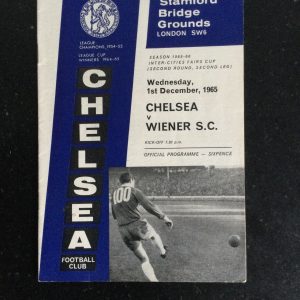 Stamford
Bridge
Grounds
LONDON SW6
LEAGUE
CHAMPIONS, 1954-55
LEAGUE CUP
WINNERS 1964-65
SEASON 1965-66
INTER-CITIES FAIRS CUP
(SECOND ROUND, SECOND LEG)
Wednesday,
1st December, 1965
CHELSEA
v
WIENER S.C.
KICK-OFF 7.30 p.m.
OFFICIAL PROGRAMME — SIXPENCE
CHELSEA
FOOTBALL
CLUB
100